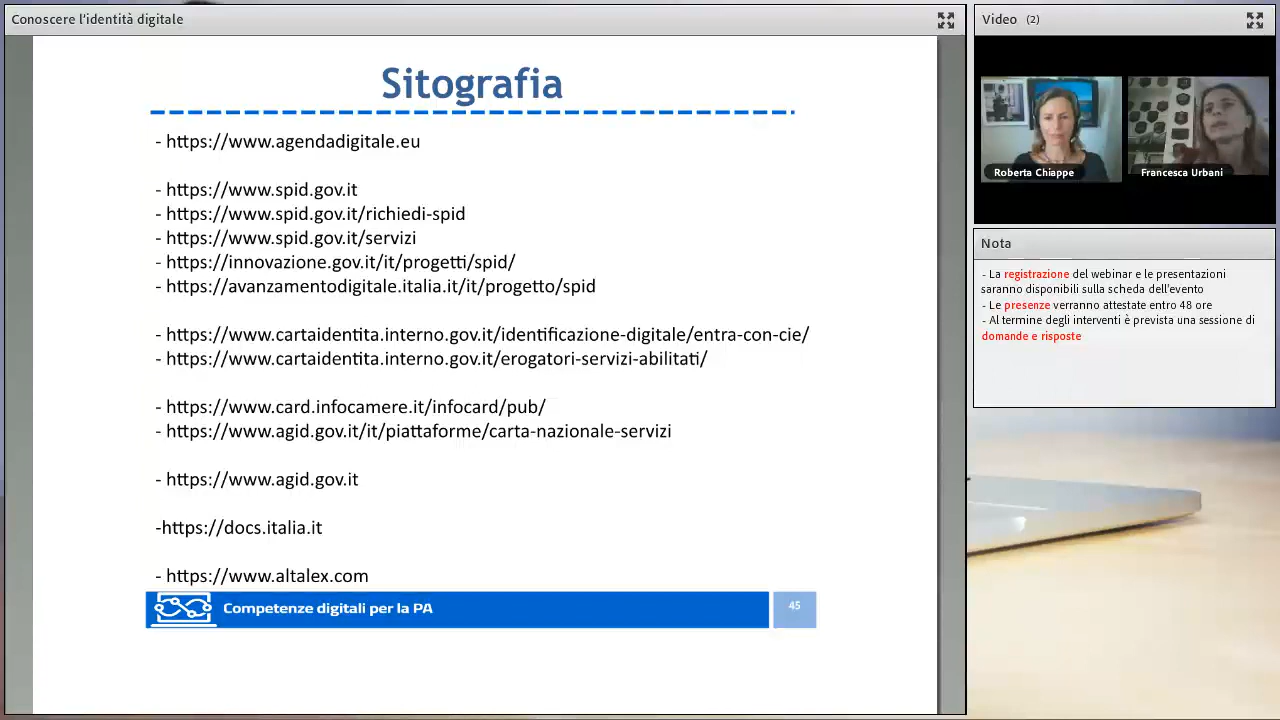 Conoscere l'identità digitale
Sitografia
- https://www.agendadigitale.eu
- https://www.spid.gov.it
- https://www.spid.gov.it/richiedi-spid
- https://www.spid.gov.it/servizi
- https://innovazione.gov.it/it/progetti/spid/
- https://avanzamentodigitale.italia.it/it/progetto/spid
- https://www.cartaidentita.interno.gov.it/identificazione-digitale/entra-con-cie/
- https://www.cartaidentita.interno.gov.it/erogatori-servizi-abilitati/
- https://www.card.infocamere.it/infocard/pub/
- https://www.agid.gov.it/it/piattaforme/carta-nazionale-servizi
- https://www.agid.gov.it
-https://docs.italia.it
- https://www.altalex.com
Competenze digitali per la PA
45
Video (2)
Roberta Chiappe
Francesca Urbani
Nota
- La registrazione del webinar e le presentazioni
saranno disponibili sulla scheda dell'evento
- Le presenze verranno attestate entro 48 ore
- Al termine degli interventi è prevista una sessione di
domande e risposte